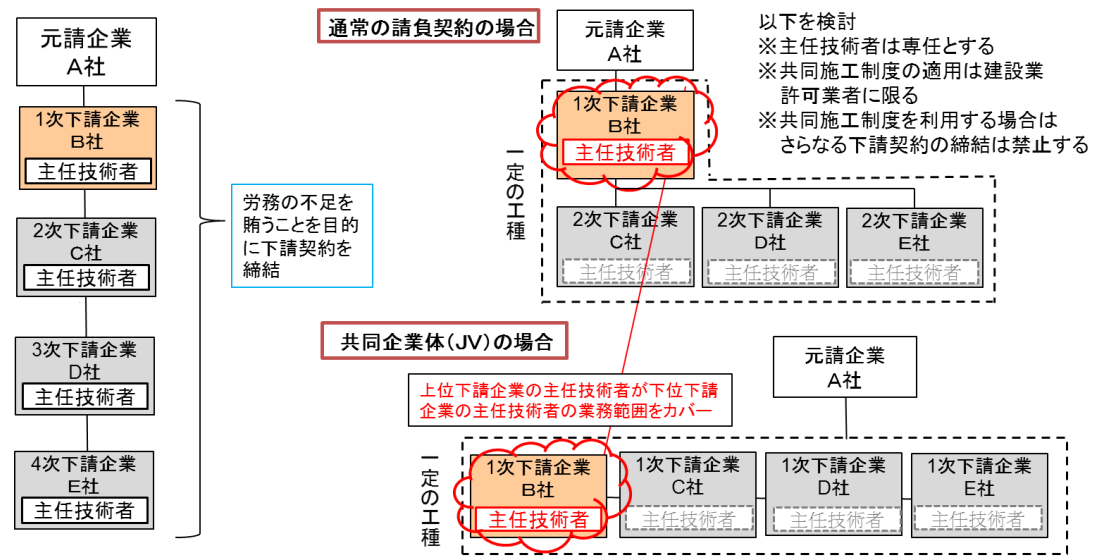 元請企業
A社
1次下請企業
B社
主任技術者
2次下請企業
C社
主任技術者
3次下請企業
D社
主任技術者
4次下請企業
E社
主任技術者
労務の不足を
賄うことを目的
に下請契約を
締結
通常の請負契約の場合
元請企業
A社
一定の工種
1次下請企業
B社
主任技術者
2次下請企業
C社
主任技術者
2次下請企業
D社
主任技術者
2次下請企業
E社
主任技術者
以下を検討
※主任技術者は専任とする
※共同施工制度の適用は建設業
許可業者に限る
※共同施工制度を利用する場合は
さらなる下請契約の締結は禁止する
共同企業体(JV)の場合
元請企業
A社
上位下請企業の主任技術者が下位下請
企業の主任技術者の業務範囲をカバー
一定の工種
1次下請企業
B社
主任技術者
1次下請企業
C社
主任技術者
1次下請企業
D社
主任技術者
1次下請企業
E社
主任技術者